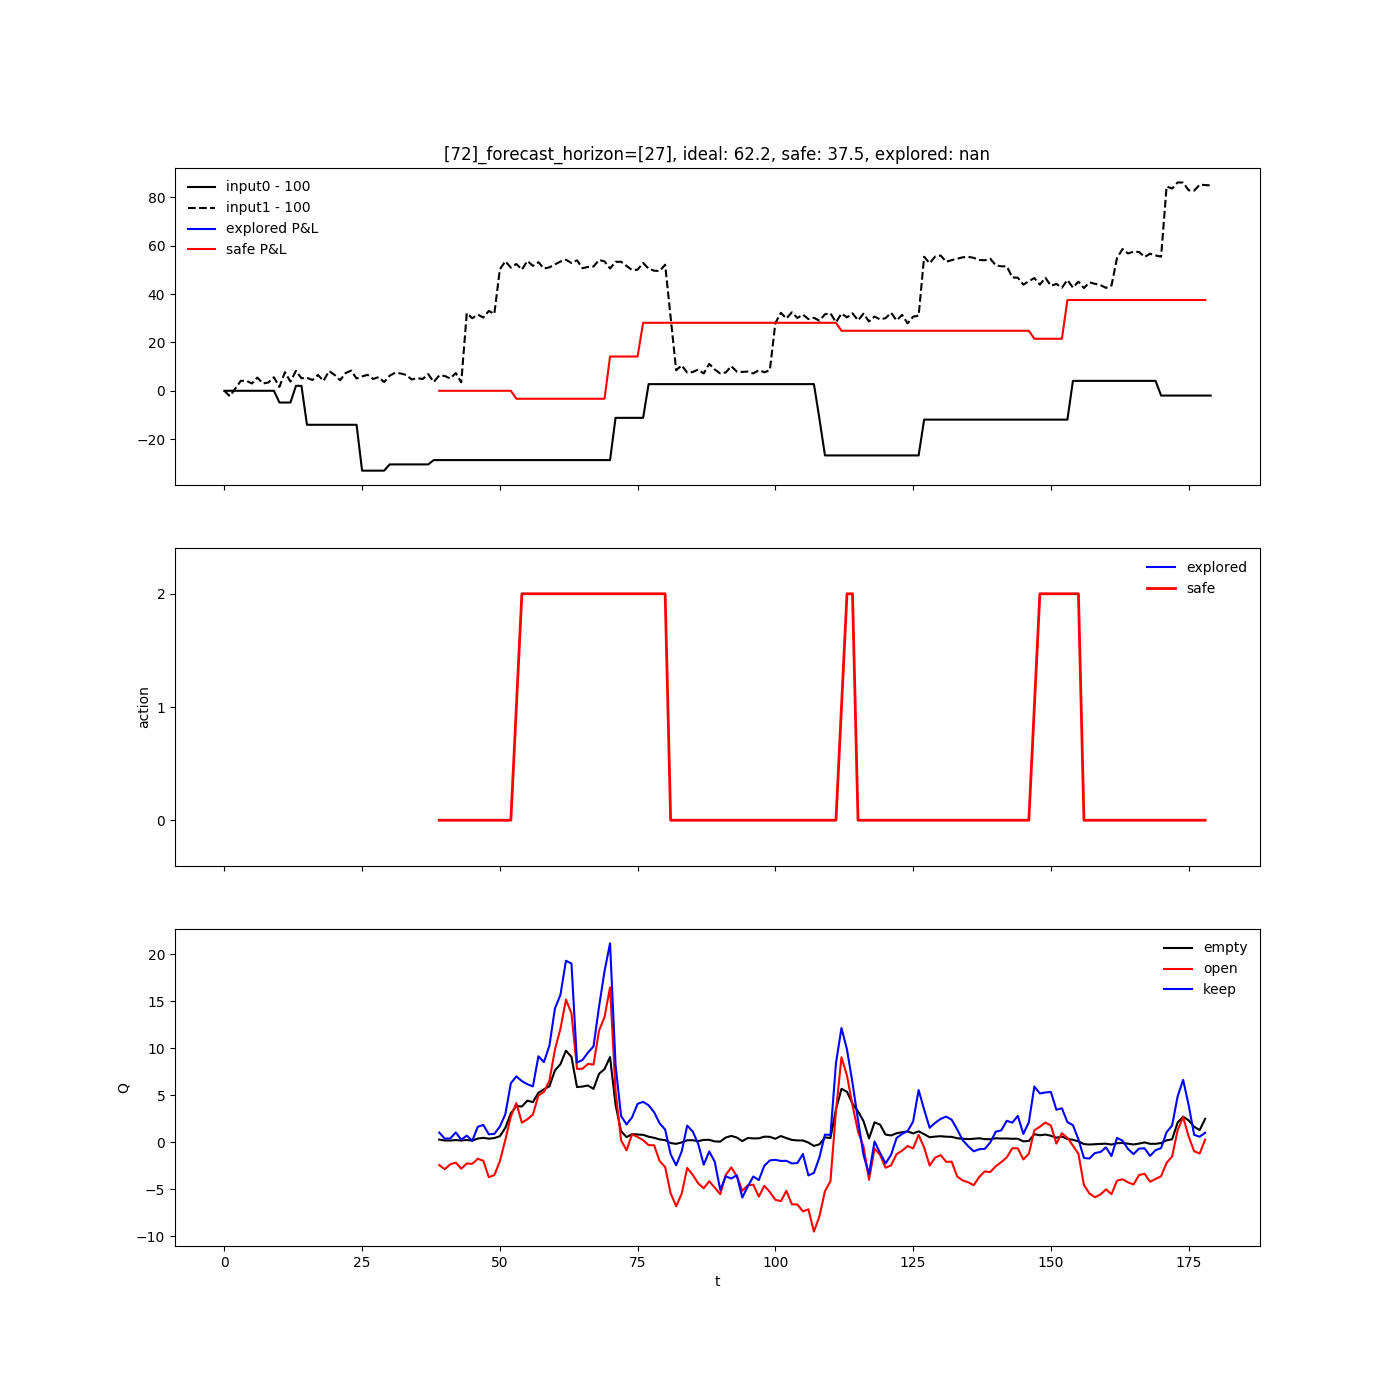 [72]_forecast_horizon=[27], ideal: 62.2, safe: 37.5, explored: nan
input0 - 100
input1 - 100
explored P&L
safe P&L
80
60
40
20
0
−20
explored
safe
2
1
0
action
empty
open
keep
20
15
10
5
0
−5
−10
Q
0 25 50 75 100 125 150 175
t